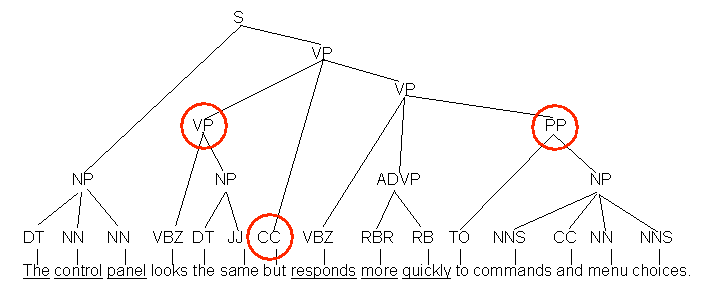 S
VP
VP
VP PP
NP NP ADVP NP
DT NN NN VBZ DT JJ CC VBZ RBR RB TO NNS CC NN NNS
The control panel looks the same but responds more quickly to commands and menu choices.